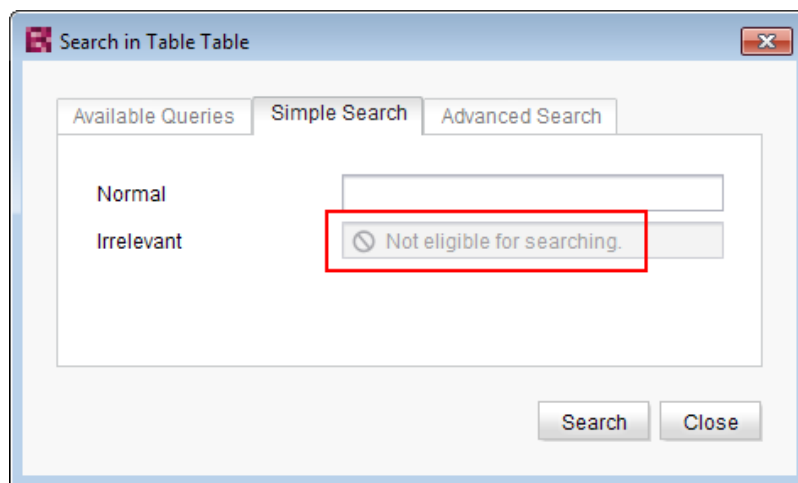 Search in Table Table
Available Queries Simple Search Advanced Search
Normal
Irrelevant Not eligible for searching.
Search Close